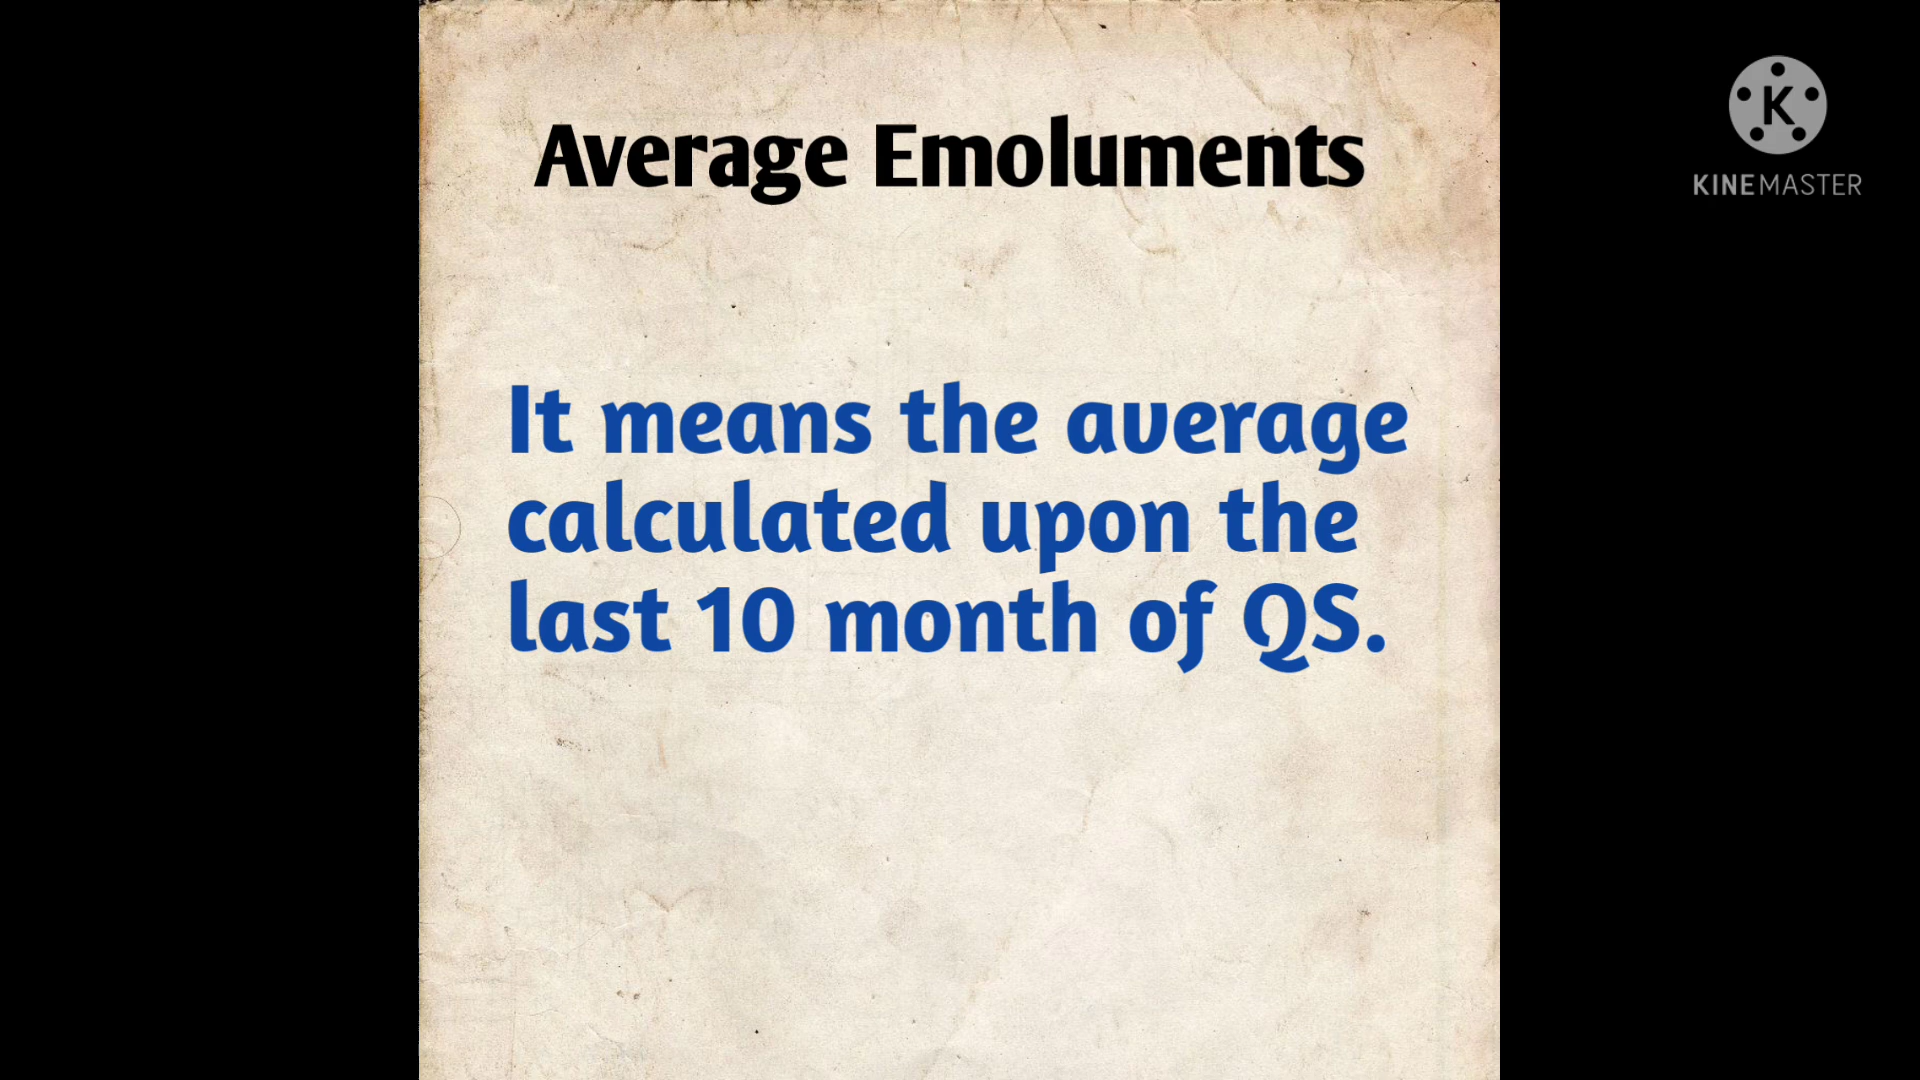 Average Emoluments
It means the average
calculated upon the
last 10 month of QS.
K
KINEMASTER